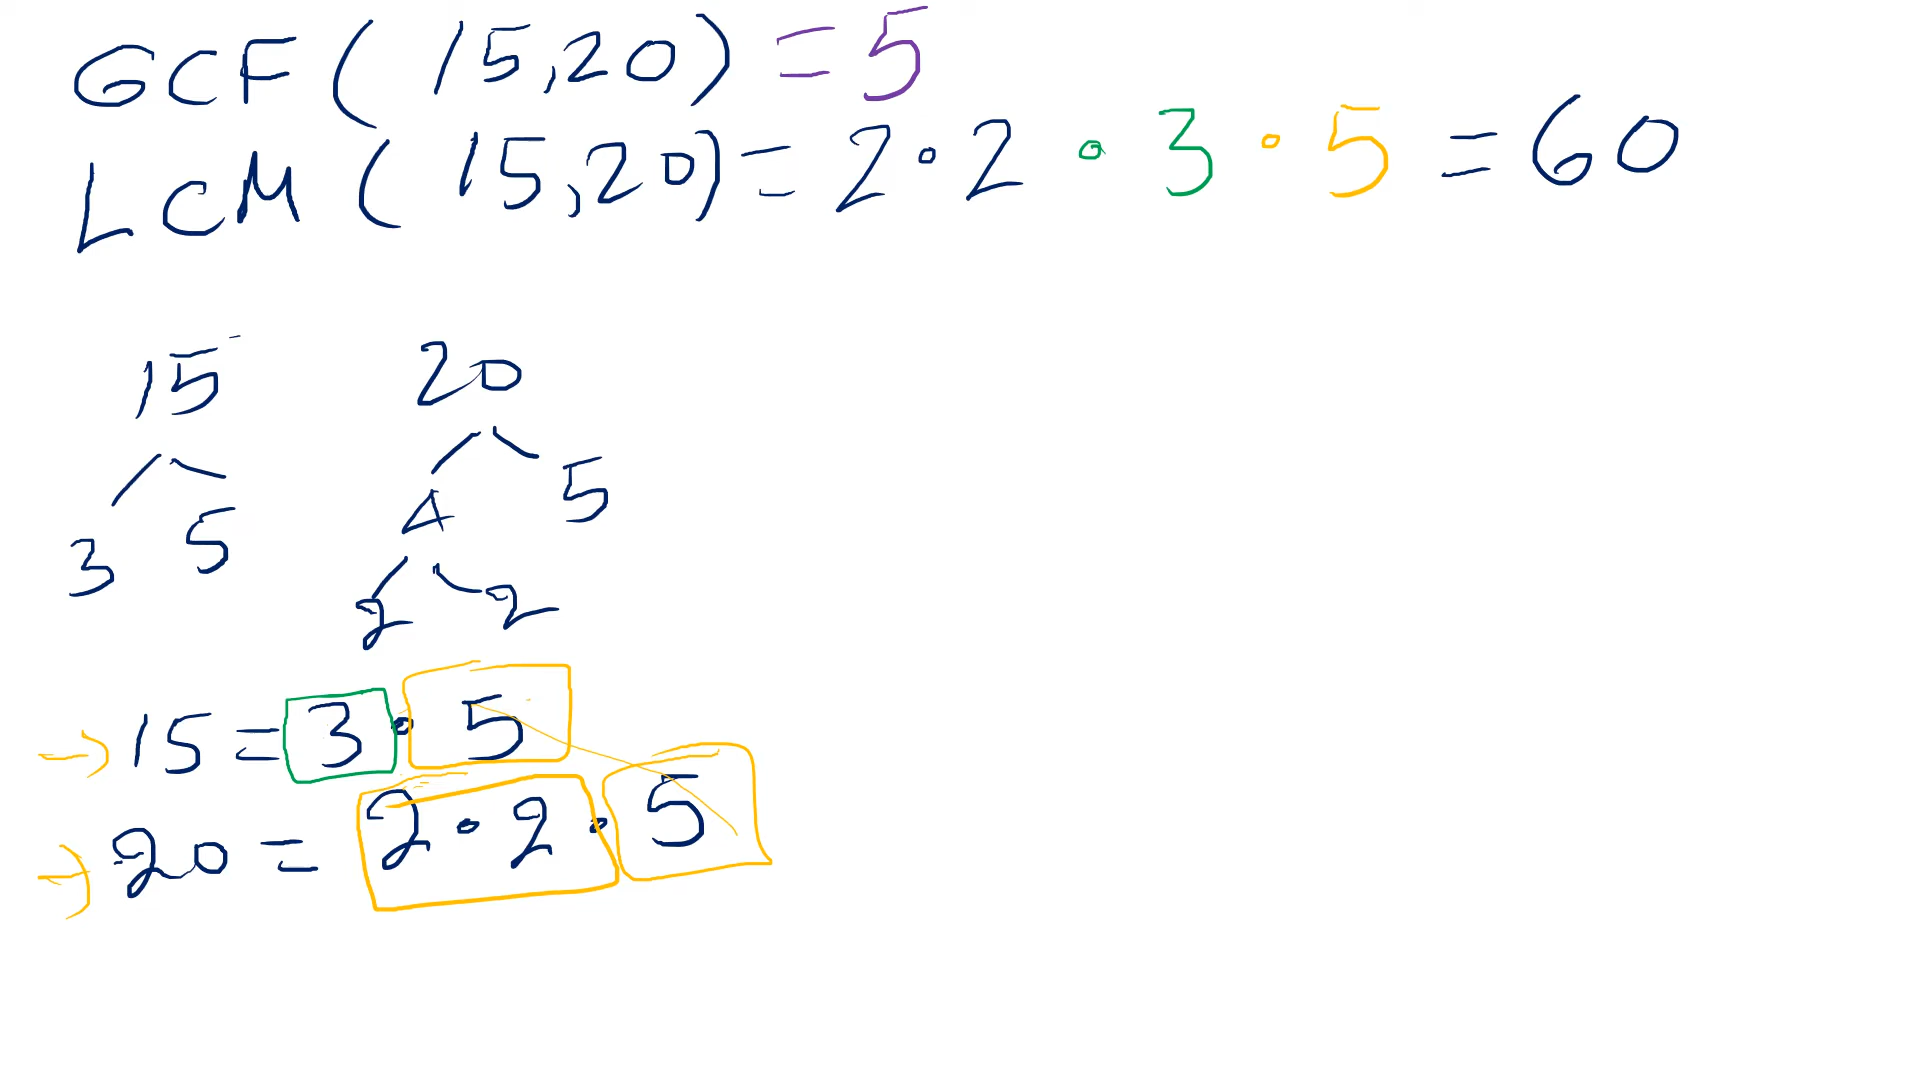 GCF ( 15,20 ) = 5
LCM ( 15,20 ) = 2 · 2 · 3 · 5 = 60
15 20
3 5 4 5
2 2
→ 15 = 3 · 5
→ 20 = 2 · 2 · 5